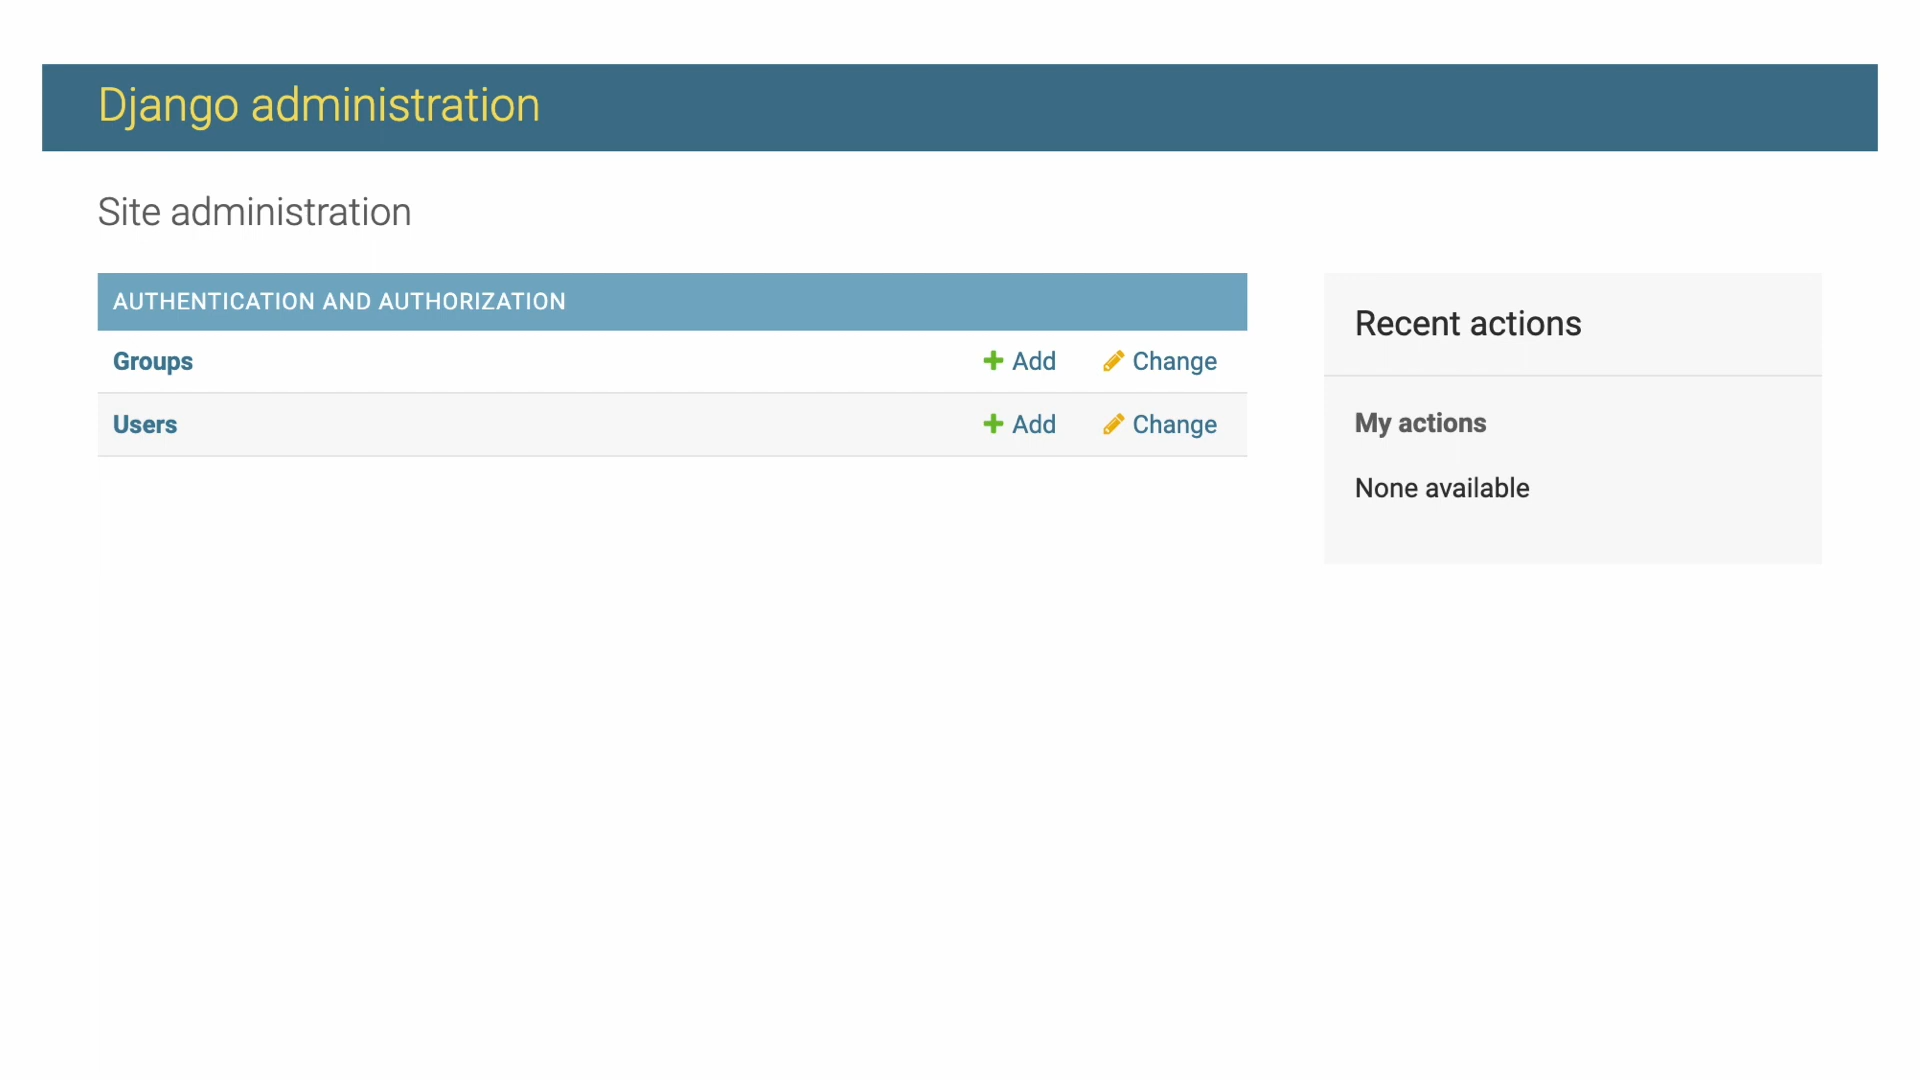 Django administration
Site administration
AUTHENTICATION AND AUTHORIZATION
Groups Add Change
Users Add Change
Recent actions
My actions
None available